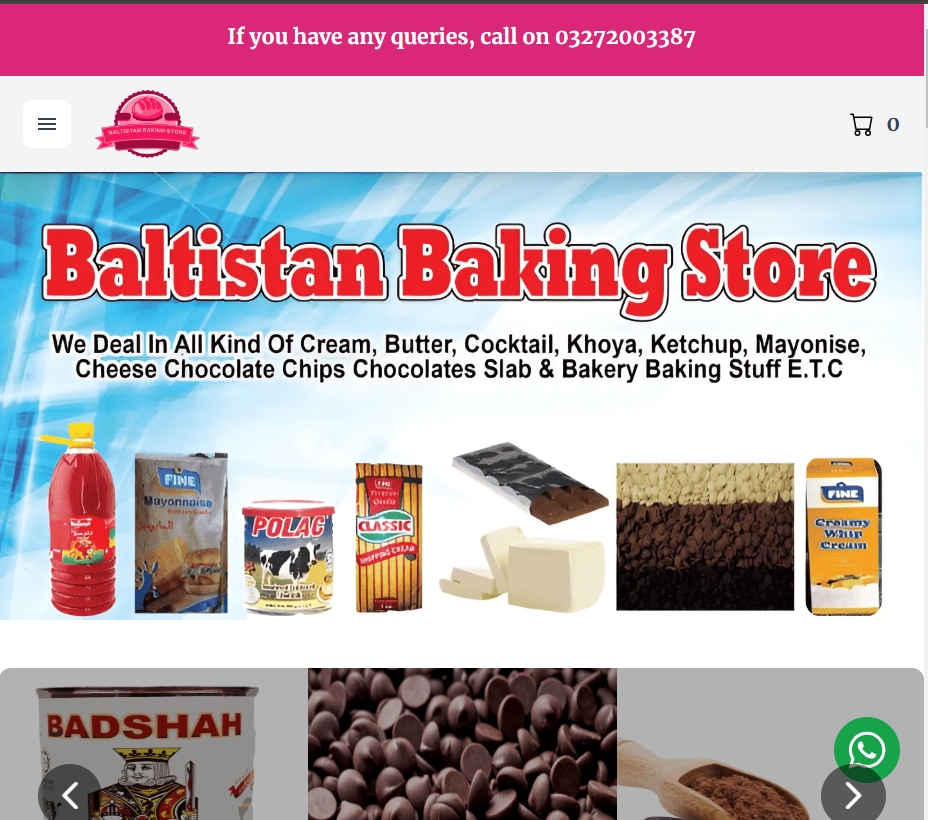 If you have any queries, call on 03272003387
BALTISTAN BAKING STORE
0
Baltistan Baking Store
We Deal In All Kind Of Cream, Butter, Cocktail, Khoya, Ketchup, Mayonise,
Cheese Chocolate Chips Chocolates Slab & Bakery Baking Stuff E.T.C
FINE
Mayonnaise
POLAC
CLASSIC
WHIPPING CREAM
FINE
Creamy
Whip
Cream
BADSHAH